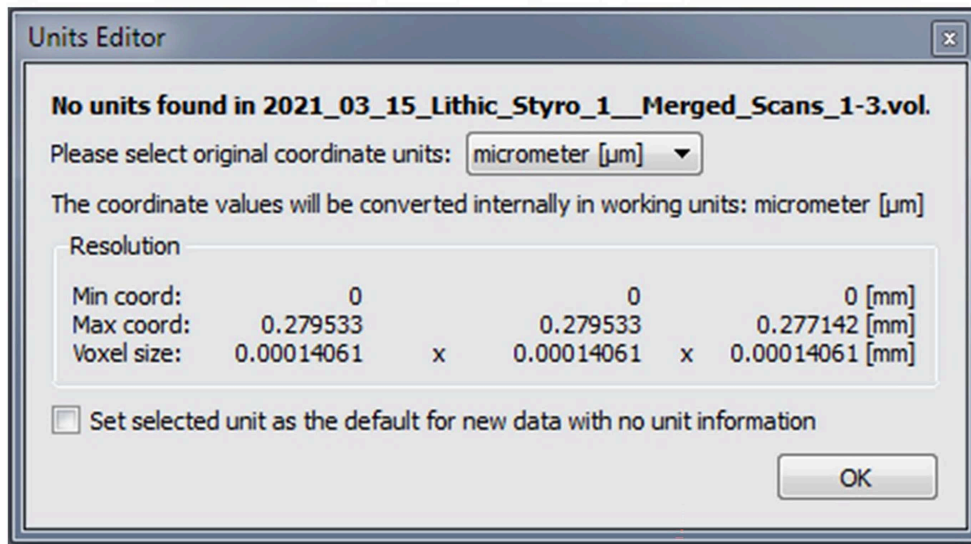 Units Editor
No units found in 2021_03_15_Lithic_Styro_1__Merged_Scans_1-3.vol.
Please select original coordinate units: micrometer [µm]
The coordinate values will be converted internally in working units: micrometer [µm]
Resolution
Min coord: 0 0 0 [mm]
Max coord: 0.279533 0.279533 0.277142 [mm]
Voxel size: 0.00014061 x 0.00014061 x 0.00014061 [mm]
Set selected unit as the default for new data with no unit information
OK